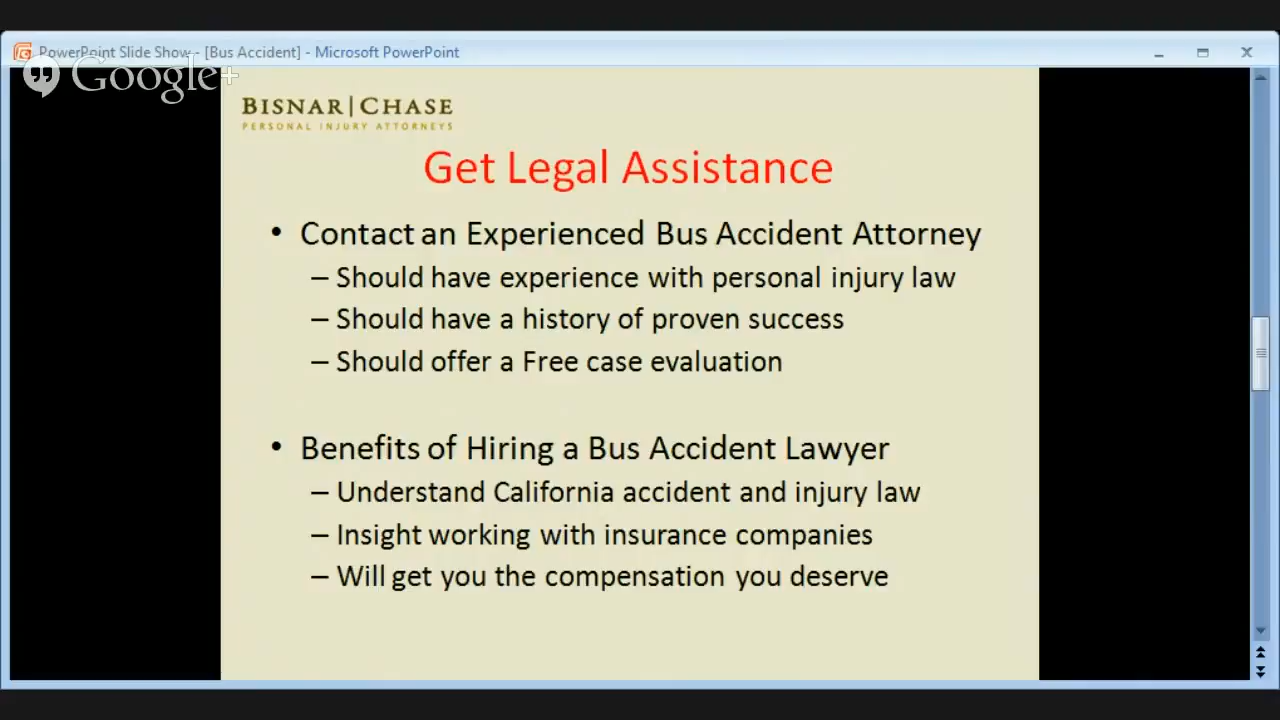 PowerPoint Slide Show - [Bus Accident] - Microsoft PowerPoint
Google+
BISNAR|CHASE
PERSONAL INJURY ATTORNEYS
Get Legal Assistance
• Contact an Experienced Bus Accident Attorney
– Should have experience with personal injury law
– Should have a history of proven success
– Should offer a Free case evaluation
• Benefits of Hiring a Bus Accident Lawyer
– Understand California accident and injury law
– Insight working with insurance companies
– Will get you the compensation you deserve